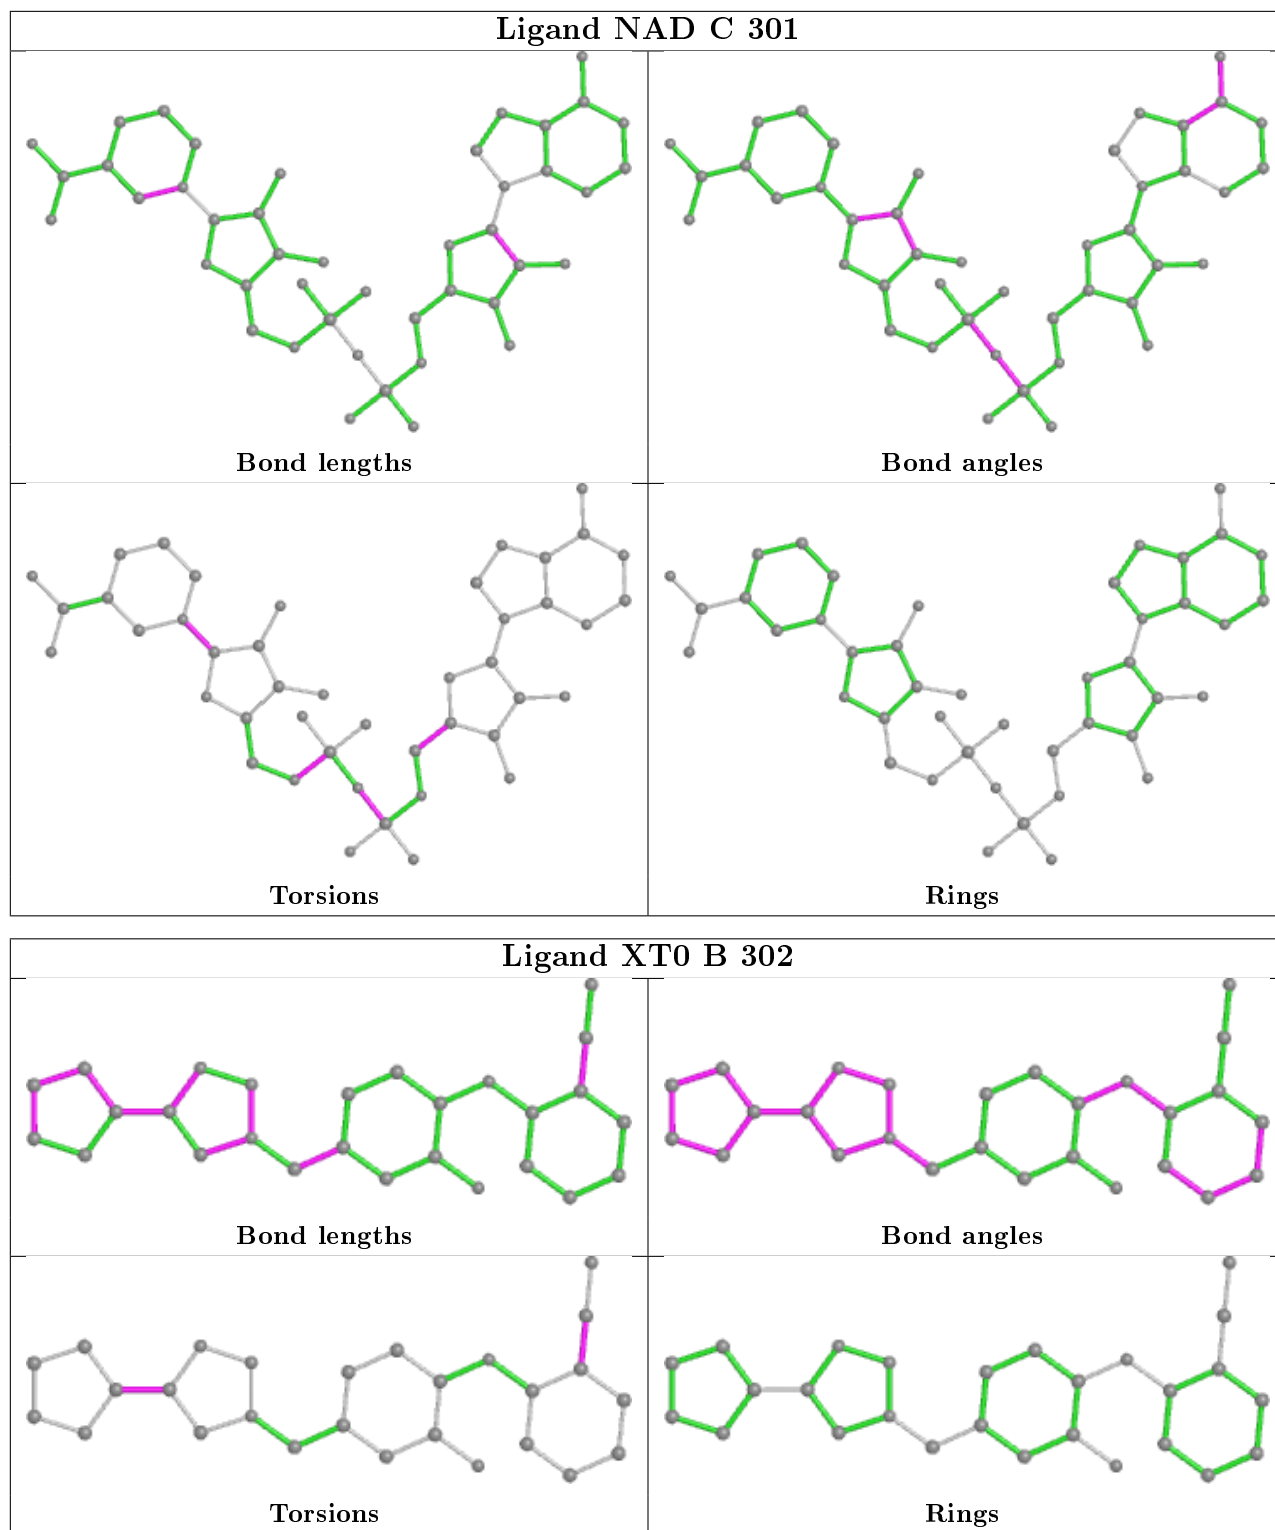 Ligand NAD C 301
Bond lengths
Bond angles
Torsions
Rings
Ligand XT0 B 302
Bond lengths
Bond angles
Torsions
Rings